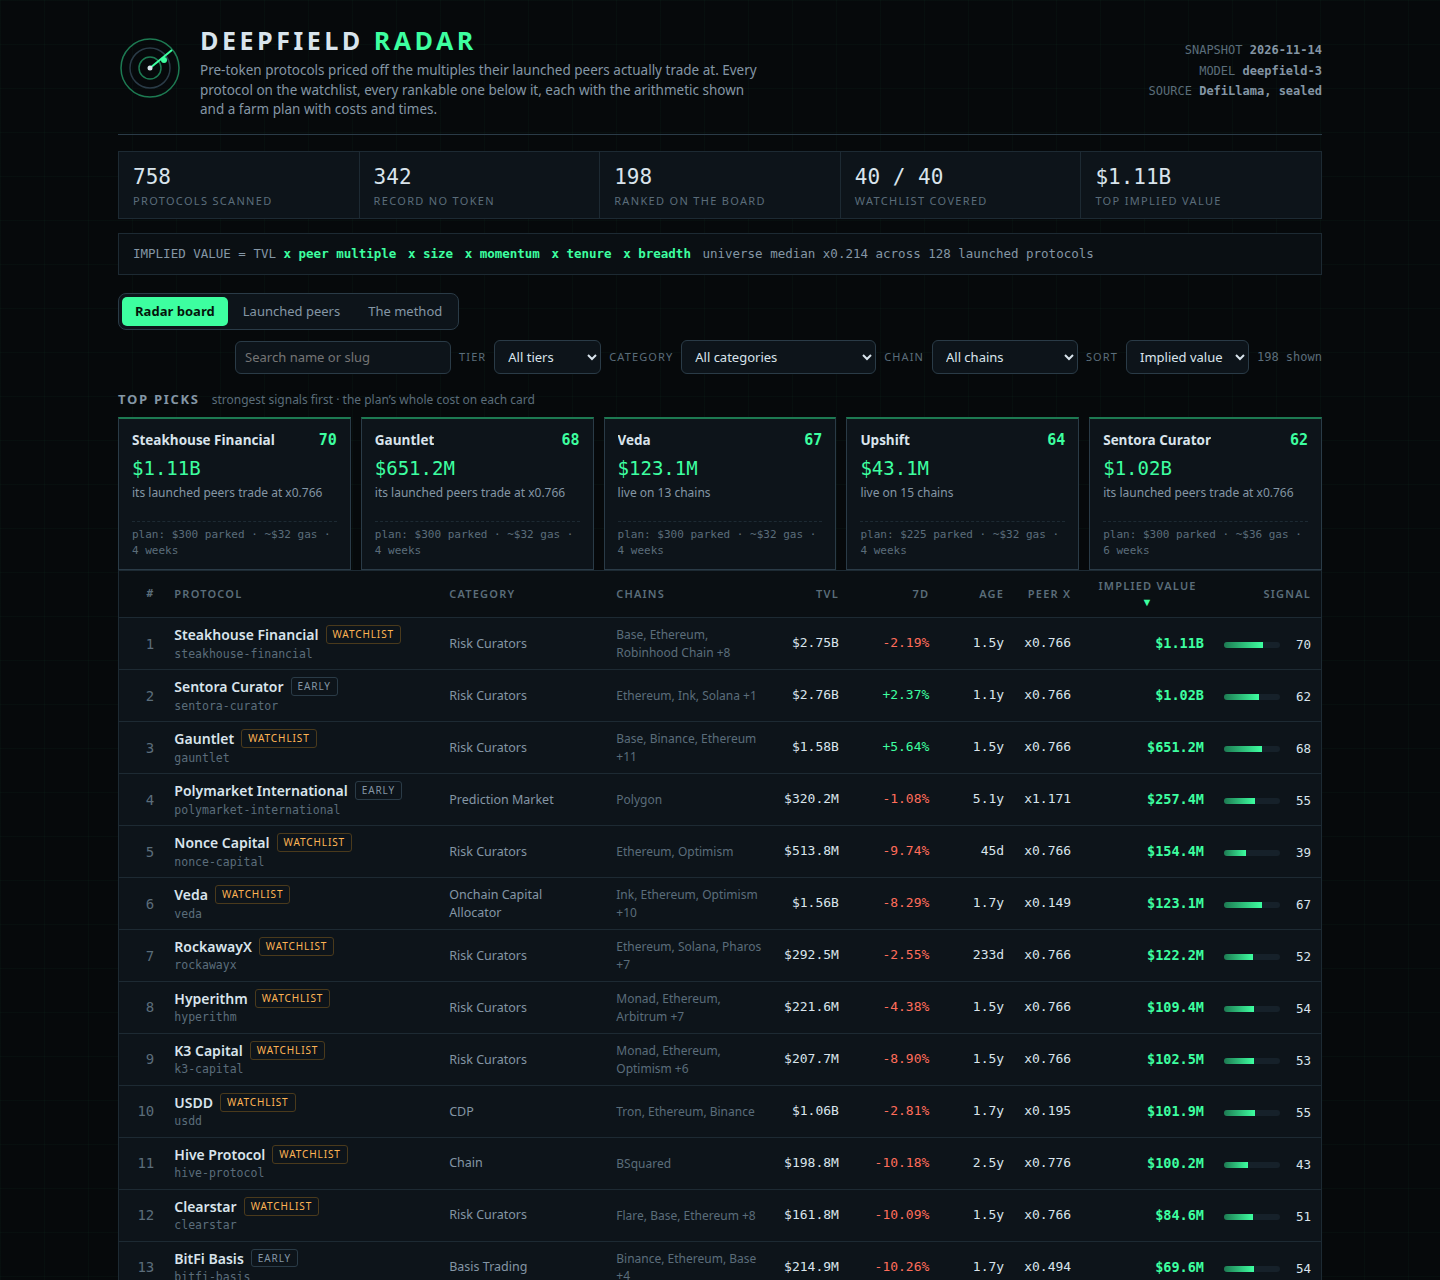 DEEPFIELD RADAR
Pre-token protocols priced off the multiples their launched peers actually trade at. Every
protocol on the watchlist, every rankable one below it, each with the arithmetic shown
and a farm plan with costs and times.
SNAPSHOT 2026-11-14
MODEL deepfield-3
SOURCE DefiLlama, sealed
758
PROTOCOLS SCANNED
342
RECORD NO TOKEN
198
RANKED ON THE BOARD
40 / 40
WATCHLIST COVERED
$1.11B
TOP IMPLIED VALUE
IMPLIED VALUE = TVL x peer multiple x size x momentum x tenure x breadth universe median x0.214 across 128 launched protocols
Radar board Launched peers The method
Search name or slug TIER All tiers CATEGORY All categories CHAIN All chains SORT Implied value 198 shown
TOP PICKS strongest signals first · the plan's whole cost on each card
Steakhouse Financial 70
$1.11B
its launched peers trade at x0.766
plan: $300 parked · ~$32 gas ·
4 weeks
Gauntlet 68
$651.2M
its launched peers trade at x0.766
plan: $300 parked · ~$32 gas ·
4 weeks
Veda 67
$123.1M
live on 13 chains
plan: $300 parked · ~$32 gas ·
4 weeks
Upshift 64
$43.1M
live on 15 chains
plan: $225 parked · ~$32 gas ·
4 weeks
Sentora Curator 62
$1.02B
its launched peers trade at x0.766
plan: $300 parked · ~$36 gas ·
6 weeks
# PROTOCOL CATEGORY CHAINS TVL 7D AGE PEER X IMPLIED VALUE ▼ SIGNAL
1 Steakhouse Financial WATCHLIST Risk Curators Base, Ethereum, $2.75B -2.19% 1.5y x0.766 $1.11B 70
steakhouse-financial Robinhood Chain +8
2 Sentora Curator EARLY Risk Curators Ethereum, Ink, Solana +1 $2.76B +2.37% 1.1y x0.766 $1.02B 62
sentora-curator
3 Gauntlet WATCHLIST Risk Curators Base, Binance, Ethereum $1.58B +5.64% 1.5y x0.766 $651.2M 68
gauntlet +11
4 Polymarket International EARLY Prediction Market Polygon $320.2M -1.08% 5.1y x1.171 $257.4M 55
polymarket-international
5 Nonce Capital WATCHLIST Risk Curators Ethereum, Optimism $513.8M -9.74% 45d x0.766 $154.4M 39
nonce-capital
6 Veda WATCHLIST Onchain Capital Ink, Ethereum, Optimism $1.56B -8.29% 1.7y x0.149 $123.1M 67
veda Allocator +10
7 RockawayX WATCHLIST Risk Curators Ethereum, Solana, Pharos $292.5M -2.55% 233d x0.766 $122.2M 52
rockawayx +7
8 Hyperithm WATCHLIST Risk Curators Monad, Ethereum, $221.6M -4.38% 1.5y x0.766 $109.4M 54
hyperithm Arbitrum +7
9 K3 Capital WATCHLIST Risk Curators Monad, Ethereum, $207.7M -8.90% 1.5y x0.766 $102.5M 53
k3-capital Optimism +6
10 USDD WATCHLIST CDP Tron, Ethereum, Binance $1.06B -2.81% 1.7y x0.195 $101.9M 55
usdd
11 Hive Protocol WATCHLIST Chain BSquared $198.8M -10.18% 2.5y x0.776 $100.2M 43
hive-protocol
12 Clearstar WATCHLIST Risk Curators Flare, Base, Ethereum +8 $161.8M -10.09% 1.5y x0.766 $84.6M 51
clearstar
13 BitFi Basis EARLY Basis Trading Binance, Ethereum, Base $214.9M -10.26% 1.7y x0.494 $69.6M 54
bitfi-basis +4